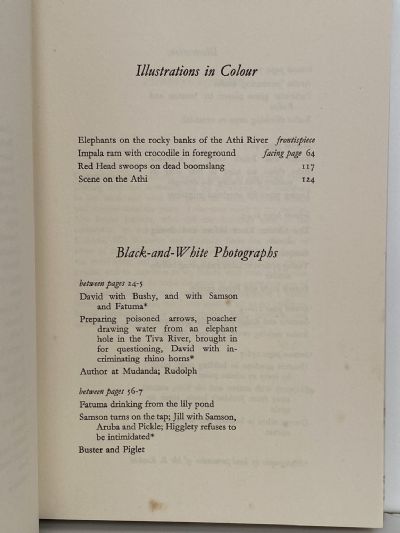 Illustrations in Colour
Elephants on the rocky banks of the Athi River frontispiece
Impala ram with crocodile in foreground facing page 64
Red Head swoops on dead boomslang 117
Scene on the Athi 124
Black-and-White Photographs
between pages 24-5
David with Bushy, and with Samson
and Fatuma*
Preparing poisoned arrows, poacher
drawing water from an elephant
hole in the Tiva River, brought in
for questioning, David with in-
criminating rhino horns*
Author at Mudanda; Rudolph
between pages 56-7
Fatuma drinking from the lily pond
Samson turns on the tap; Jill with Samson,
Aruba and Pickle; Higglety refuses to
be intimidated*
Buster and Piglet